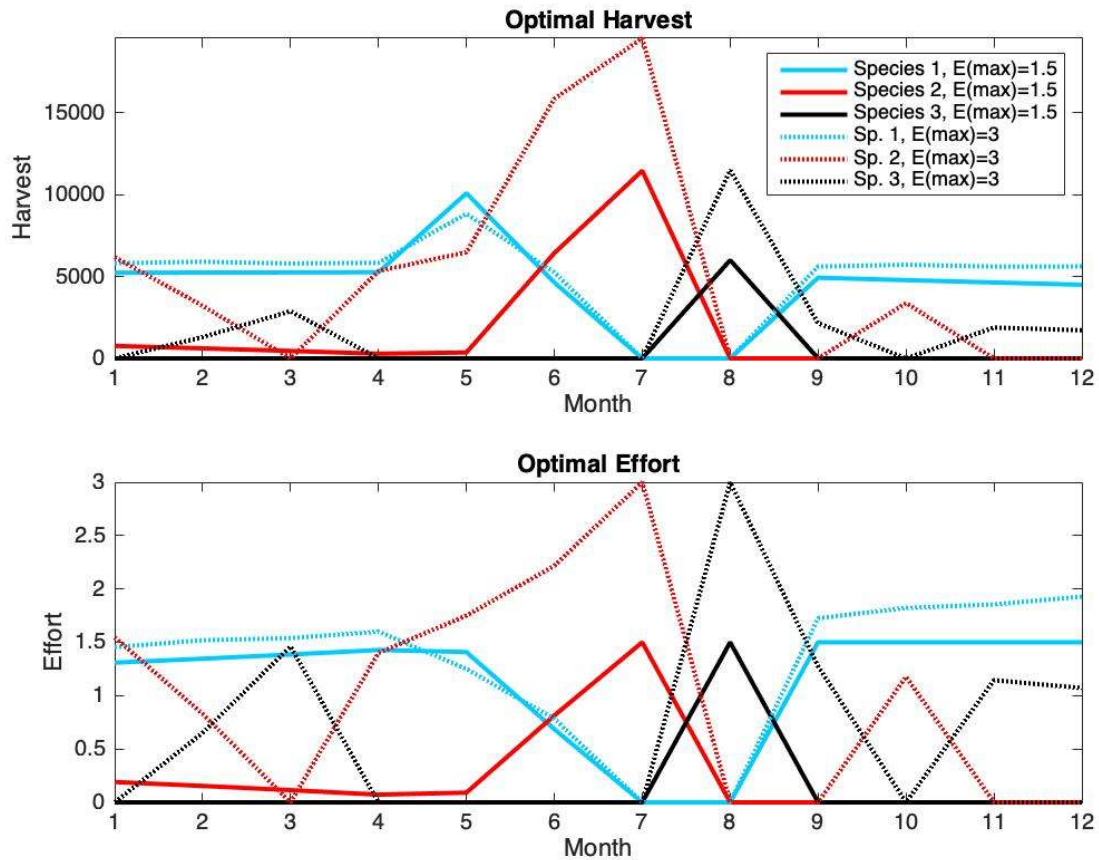 Optimal Harvest
15000
10000
5000
0
Harvest
Species 1, E(max)=1.5
Species 2, E(max)=1.5
Species 3, E(max)=1.5
Sp. 1, E(max)=3
Sp. 2, E(max)=3
Sp. 3, E(max)=3
1 2 3 4 5 6 7 8 9 10 11 12
Month
Optimal Effort
3
2.5
2
1.5
1
0.5
0
Effort
1 2 3 4 5 6 7 8 9 10 11 12
Month